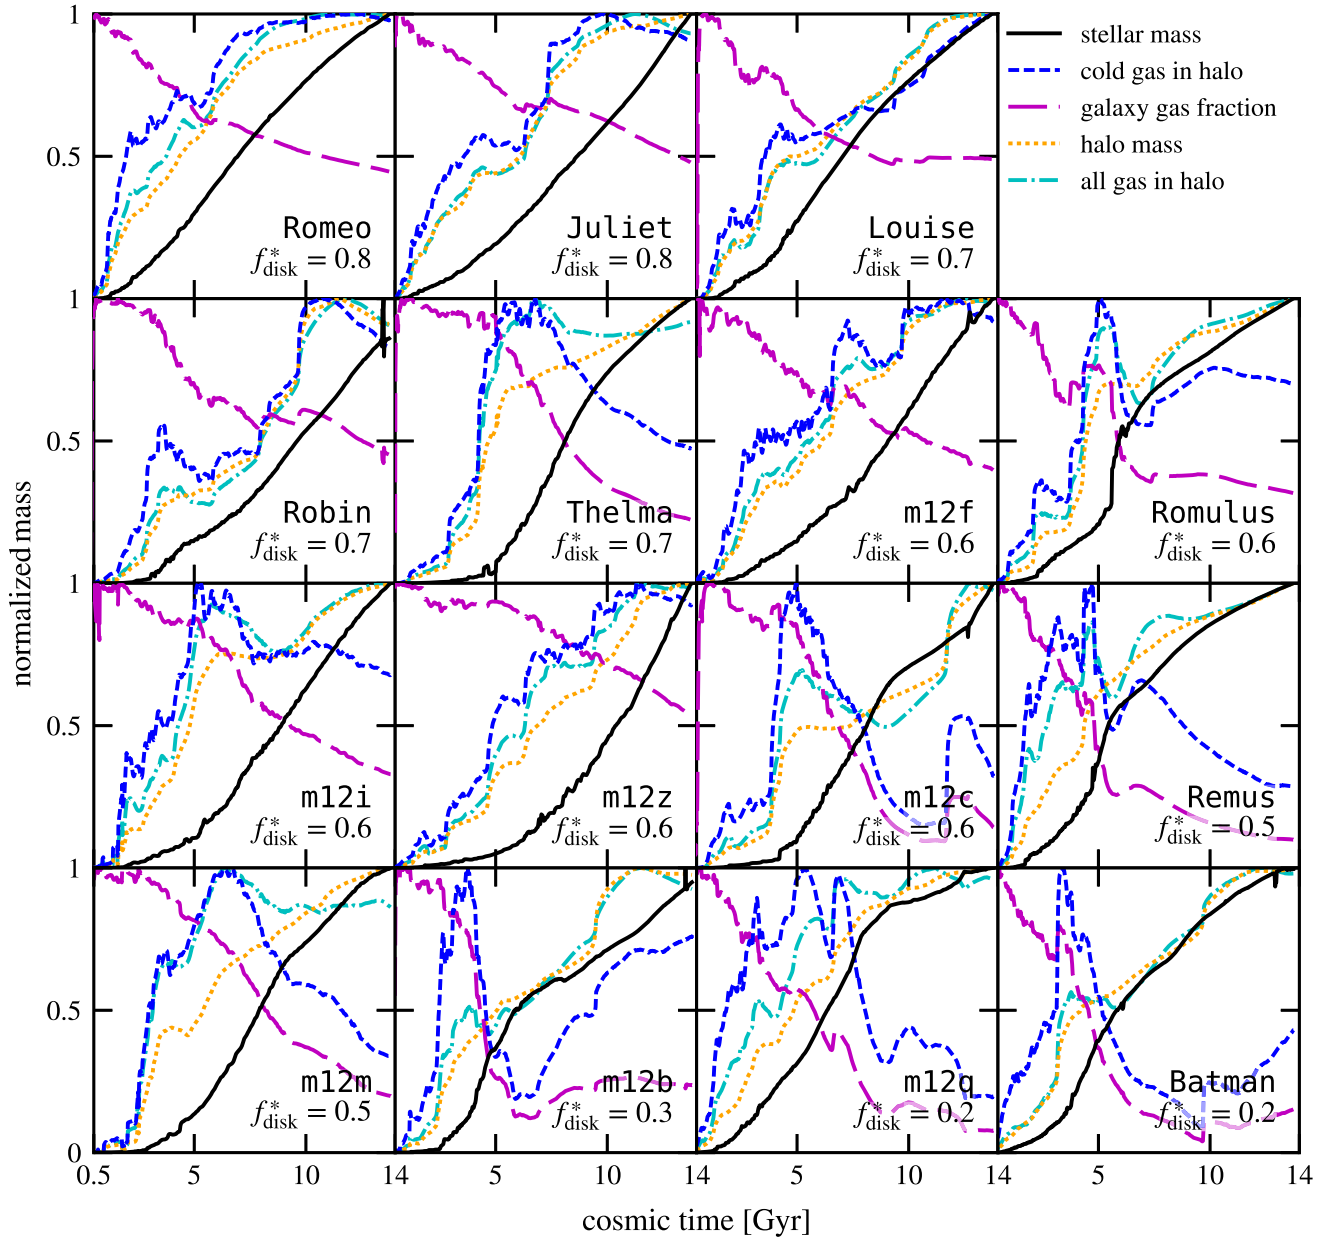 1
0.5
Romeo
f*disk = 0.8
Juliet
f*disk = 0.8
Louise
f*disk = 0.7
stellar mass
cold gas in halo
galaxy gas fraction
halo mass
all gas in halo
1
0.5
Robin
f*disk = 0.7
Thelma
f*disk = 0.7
m12f
f*disk = 0.6
Romulus
f*disk = 0.6
normalized mass
1
0.5
m12i
f*disk = 0.6
m12z
f*disk = 0.6
m12c
f*disk = 0.6
Remus
f*disk = 0.5
1
0.5
0
m12m
f*disk = 0.5
m12b
f*disk = 0.3
m12q
f*disk = 0.2
Batman
f*disk = 0.2
0.5 5 10 14 5 10 14 5 10 14 5 10 14
cosmic time [Gyr]